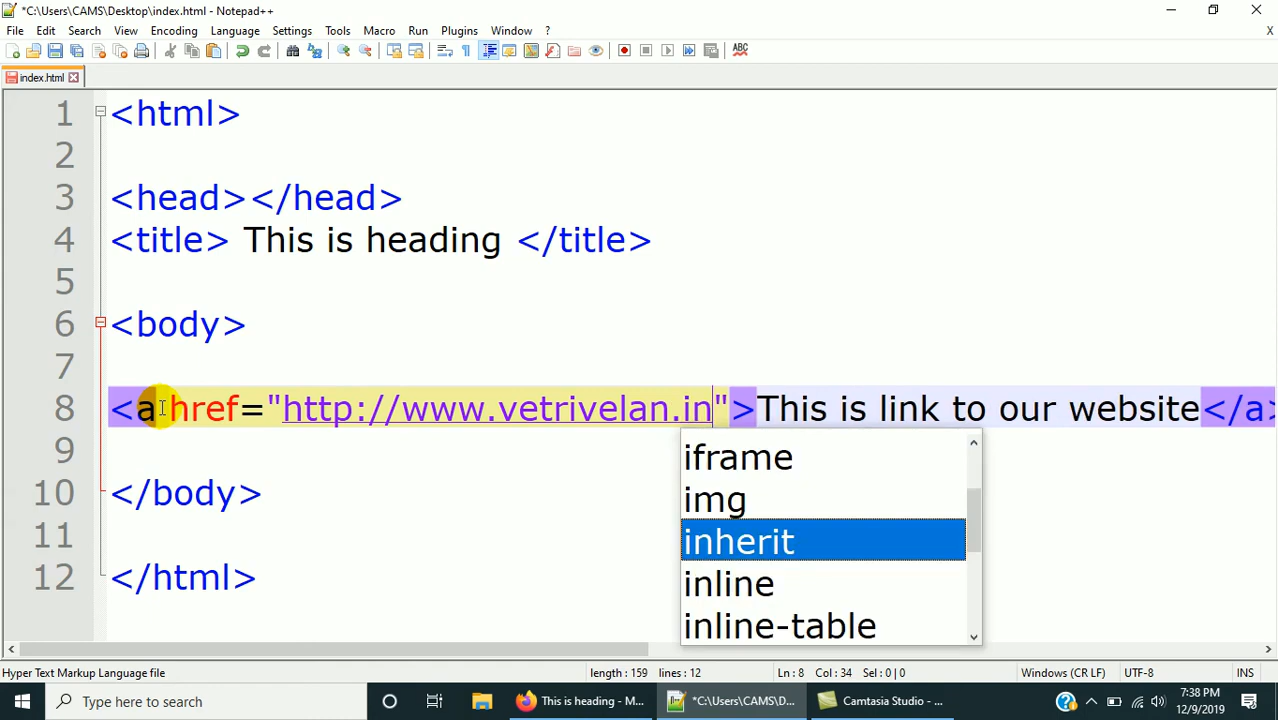 *C:\Users\CAMS\Desktop\index.html - Notepad++
File Edit Search View Encoding Language Settings Tools Macro Run Plugins Window ? X
ABC
index.html
1 <html>
2
3 <head></head>
4 <title> This is heading </title>
5
6 <body>
7
8 <a href="http://www.vetrivelan.in">This is link to our website</a>
9
10 </body>
11
12 </html>
iframe
img
inherit
inline
inline-table
Hyper Text Markup Language file length : 159 lines : 12 Ln : 8 Col : 34 Sel : 0 | 0 Windows (CR LF) UTF-8 INS
Type here to search This is heading - M... *C:\Users\CAMS\D... Camtasia Studio - ... 7:38 PM
12/9/2019